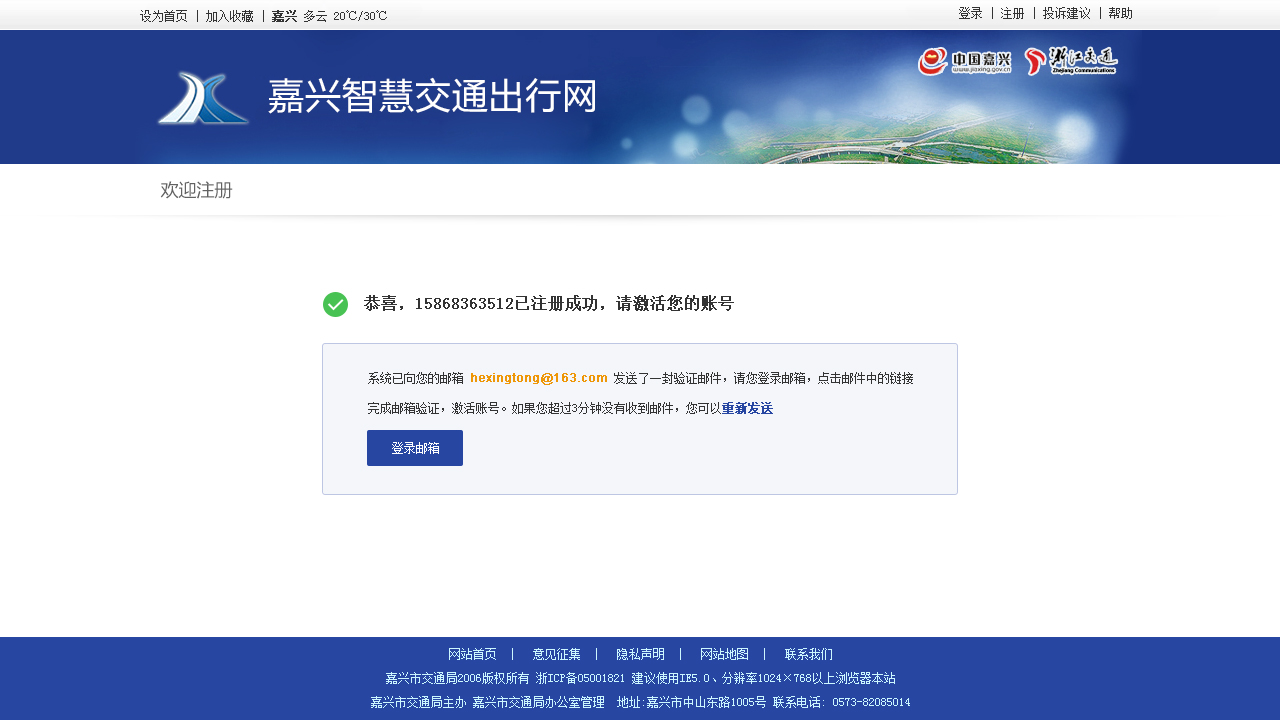 设为首页 | 加入收藏 | 嘉兴 多云 20℃/30℃
登录 | 注册 | 投诉建议 | 帮助
嘉兴智慧交通出行网
中国嘉兴
www.jiaxing.gov.cn
浙江交通
Zhejiang Communications
欢迎注册
恭喜，15868363512已注册成功，请激活您的账号
系统已向您的邮箱 hexingtong@163.com 发送了一封验证邮件，请您登录邮箱，点击邮件中的链接
完成邮箱验证，激活账号。如果您超过3分钟没有收到邮件，您可以重新发送
登录邮箱
网站首页 | 意见征集 | 隐私声明 | 网站地图 | 联系我们
嘉兴市交通局2006版权所有 浙ICP备05001821 建议使用IE5.0、分辨率1024×768以上浏览器本站
嘉兴市交通局主办 嘉兴市交通局办公室管理 地址:嘉兴市中山东路1005号 联系电话: 0573-82085014